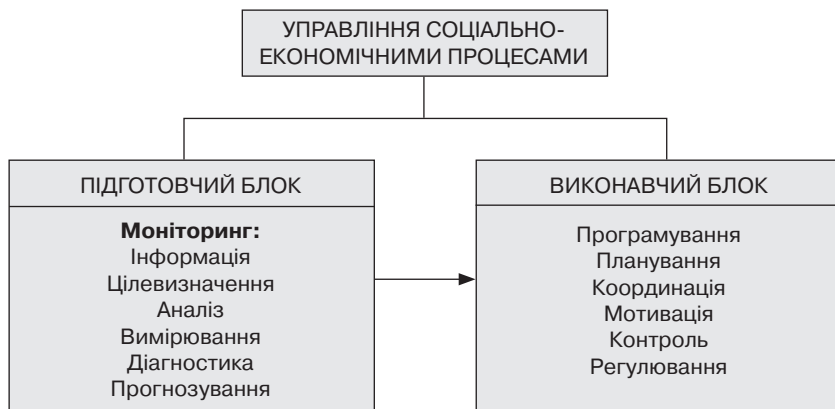 УПРАВЛІННЯ СОЦІАЛЬНО-
ЕКОНОМІЧНИМИ ПРОЦЕСАМИ
ПІДГОТОВЧИЙ БЛОК
Моніторинг:
Інформація
Цілевизначення
Аналіз
Вимірювання
Діагностика
Прогнозування
ВИКОНАВЧИЙ БЛОК
Програмування
Планування
Координація
Мотивація
Контроль
Регулювання